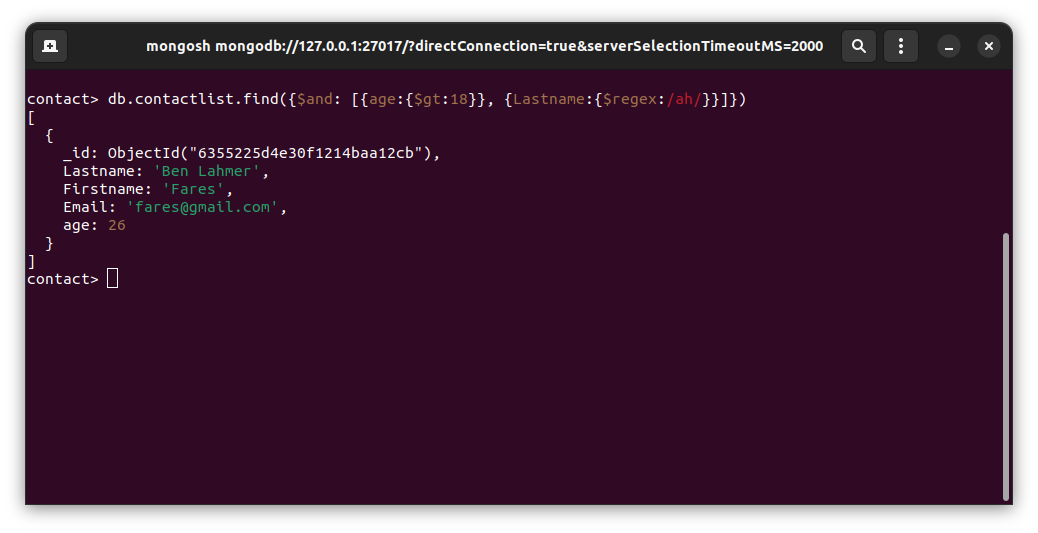 mongosh mongodb://127.0.0.1:27017/?directConnection=true&serverSelectionTimeoutMS=2000
contact> db.contactlist.find({$and: [{age:{$gt:18}}, {Lastname:{$regex:/ah/}}]})
[
  {
    _id: ObjectId("6355225d4e30f1214baa12cb"),
    Lastname: 'Ben Lahmer',
    Firstname: 'Fares',
    Email: 'fares@gmail.com',
    age: 26
  }
]
contact>